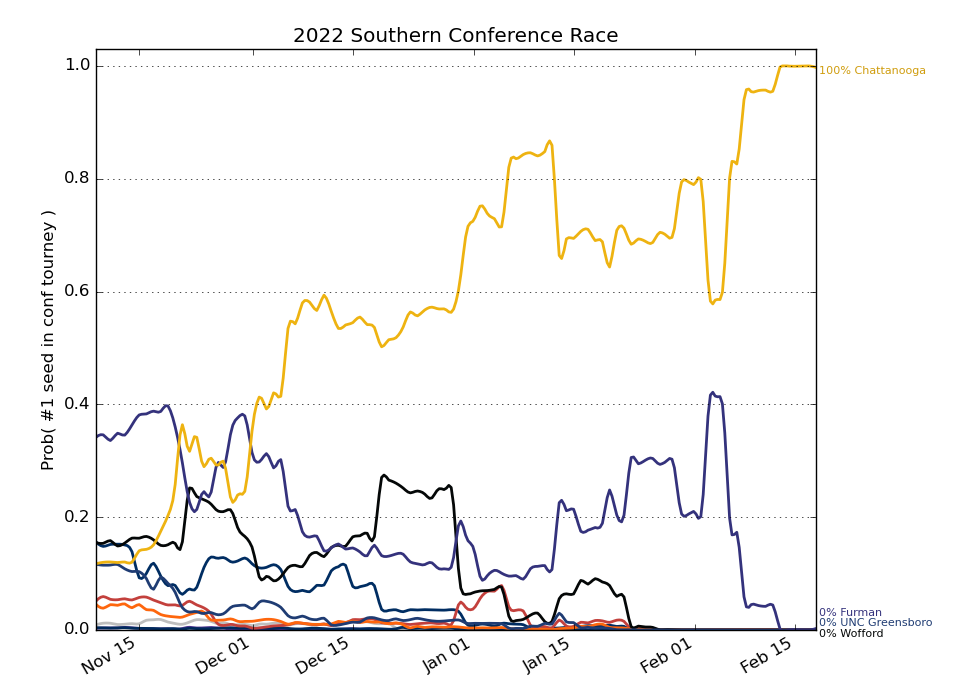 2022 Southern Conference Race
Prob( #1 seed in conf tourney )
1.0
0.8
0.6
0.4
0.2
0.0
Nov 15
Dec 01
Dec 15
Jan 01
Jan 15
Feb 01
Feb 15
100% Chattanooga
0% Furman
0% UNC Greensboro
0% Wofford